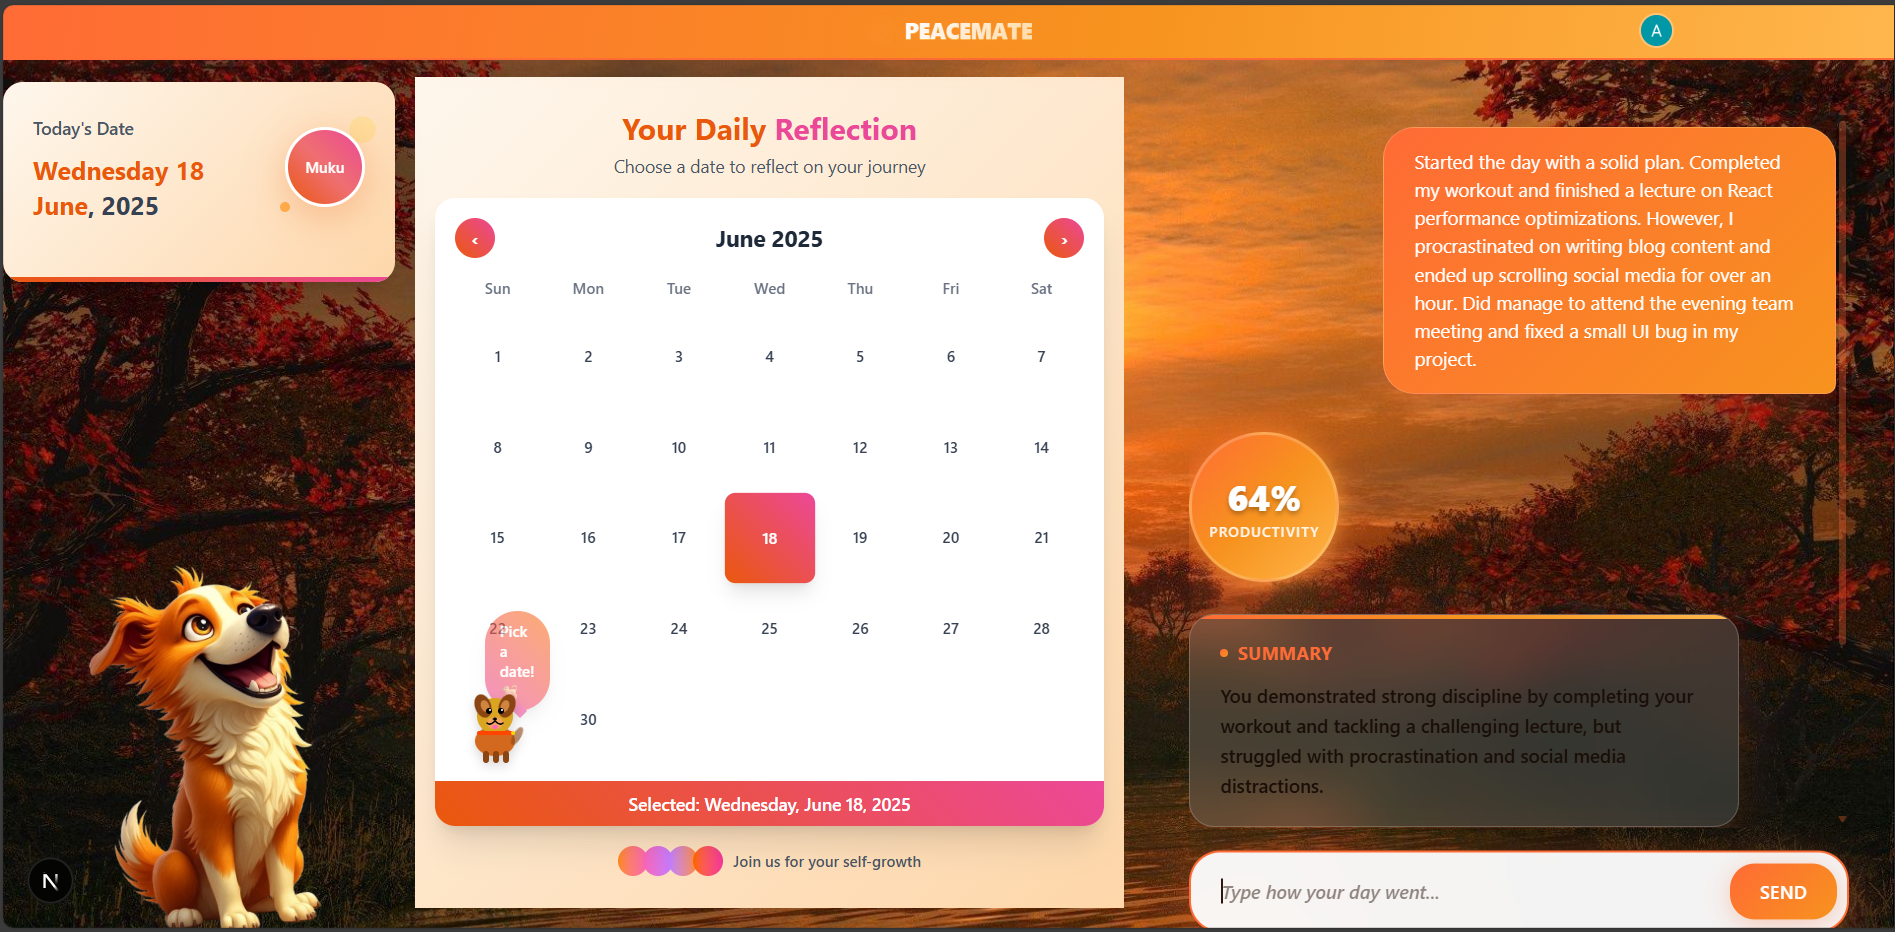 PEACEMATE
A
Today's Date
Wednesday 18
June, 2025
Muku
Your Daily Reflection
Choose a date to reflect on your journey
‹
June 2025
›
Sun Mon Tue Wed Thu Fri Sat
1 2 3 4 5 6 7
8 9 10 11 12 13 14
15 16 17 18 19 20 21
22 23 24 25 26 27 28
30
Pick
a
date!
Selected: Wednesday, June 18, 2025
Join us for your self-growth
Started the day with a solid plan. Completed
my workout and finished a lecture on React
performance optimizations. However, I
procrastinated on writing blog content and
ended up scrolling social media for over an
hour. Did manage to attend the evening team
meeting and fixed a small UI bug in my
project.
64%
PRODUCTIVITY
SUMMARY
You demonstrated strong discipline by completing your
workout and tackling a challenging lecture, but
struggled with procrastination and social media
distractions.
Type how your day went...
SEND
N